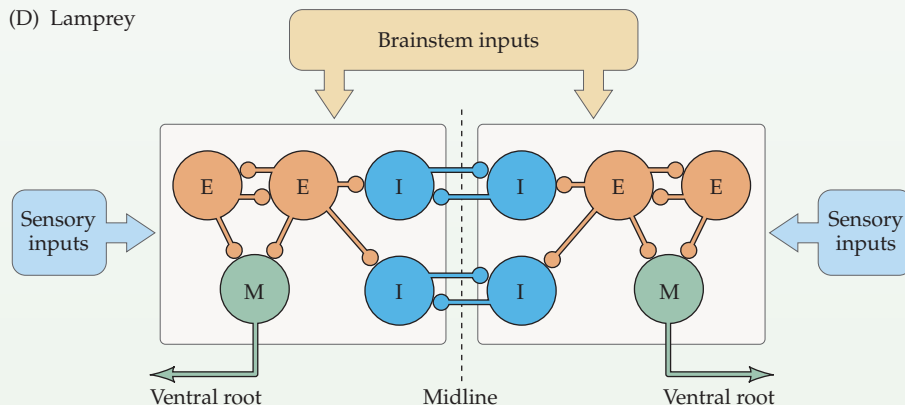 (D) Lamprey
Brainstem inputs
E
E
I
I
E
E
Sensory
inputs
Sensory
inputs
M
I
I
M
Ventral root
Midline
Ventral root